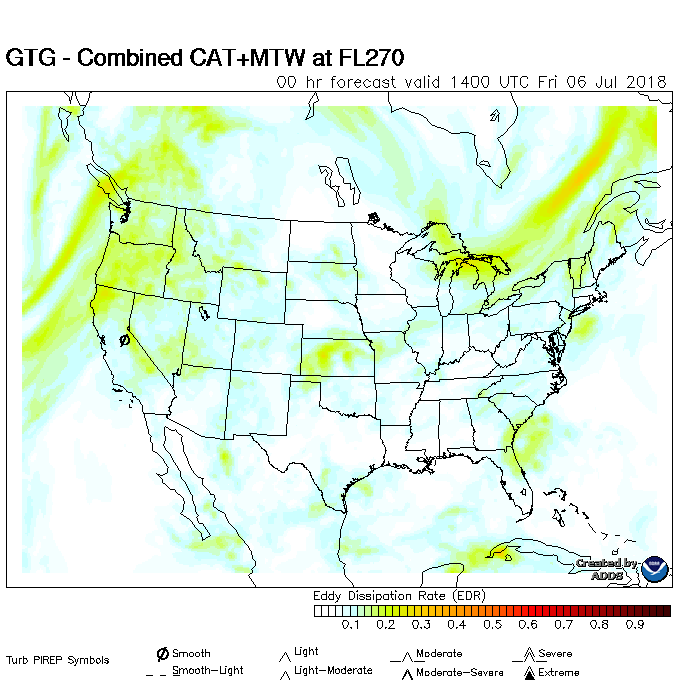 GTG - Combined CAT+MTW at FL270
00 hr forecast valid 1400 UTC Fri 06 Jul 2018
Created by
ADDS
Eddy Dissipation Rate (EDR)
0.1 0.2 0.3 0.4 0.5 0.6 0.7 0.8 0.9
Turb PIREP Symbols
Smooth Light Moderate Severe
Smooth-Light Light-Moderate Moderate-Severe Extreme